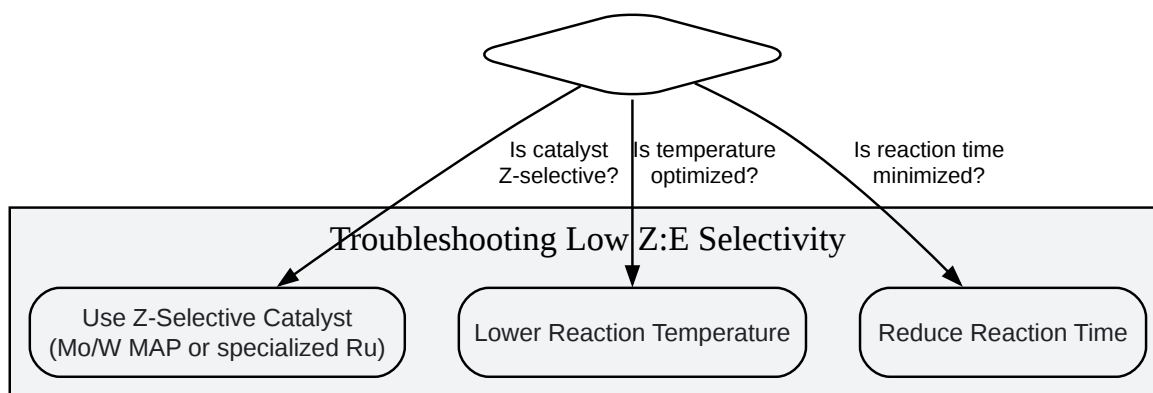 Is catalyst
Z-selective?
Is temperature
optimized?
Is reaction time
minimized?
Troubleshooting Low Z:E Selectivity
Use Z-Selective Catalyst
(Mo/W MAP or specialized Ru)
Lower Reaction Temperature
Reduce Reaction Time